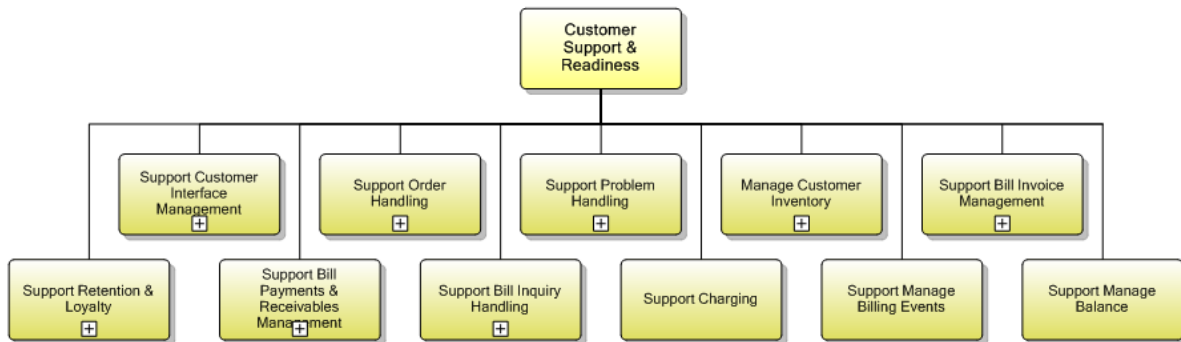 Customer
Support &
Readiness
Support Customer
Interface
Management
Support Order
Handling
Support Problem
Handling
Manage Customer
Inventory
Support Bill Invoice
Management
Support Retention &
Loyalty
Support Bill
Payments &
Receivables
Management
Support Bill Inquiry
Handling
Support Charging
Support Manage
Billing Events
Support Manage
Balance